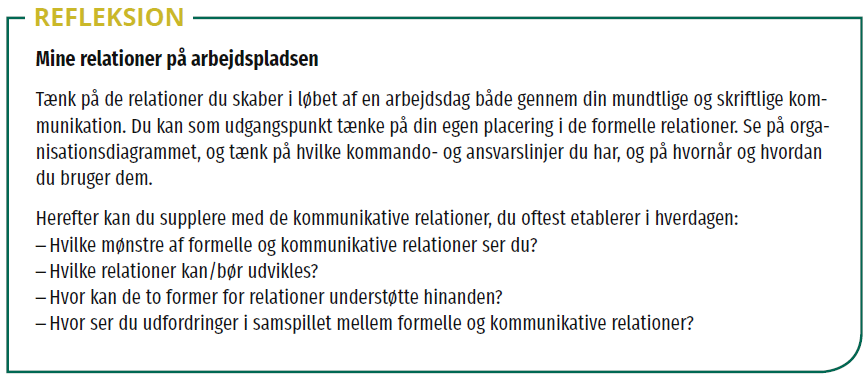 REFLEKSION
Mine relationer på arbejdspladsen
Tænk på de relationer du skaber i løbet af en arbejdsdag både gennem din mundtlige og skriftlige kom-
munikation. Du kan som udgangspunkt tænke på din egen placering i de formelle relationer. Se på orga-
nisationsdiagrammet, og tænk på hvilke kommando- og ansvarslinjer du har, og på hvornår og hvordan
du bruger dem.
Herefter kan du supplere med de kommunikative relationer, du oftest etablerer i hverdagen:
– Hvilke mønstre af formelle og kommunikative relationer ser du?
– Hvilke relationer kan/bør udvikles?
– Hvor kan de to former for relationer understøtte hinanden?
– Hvor ser du udfordringer i samspillet mellem formelle og kommunikative relationer?